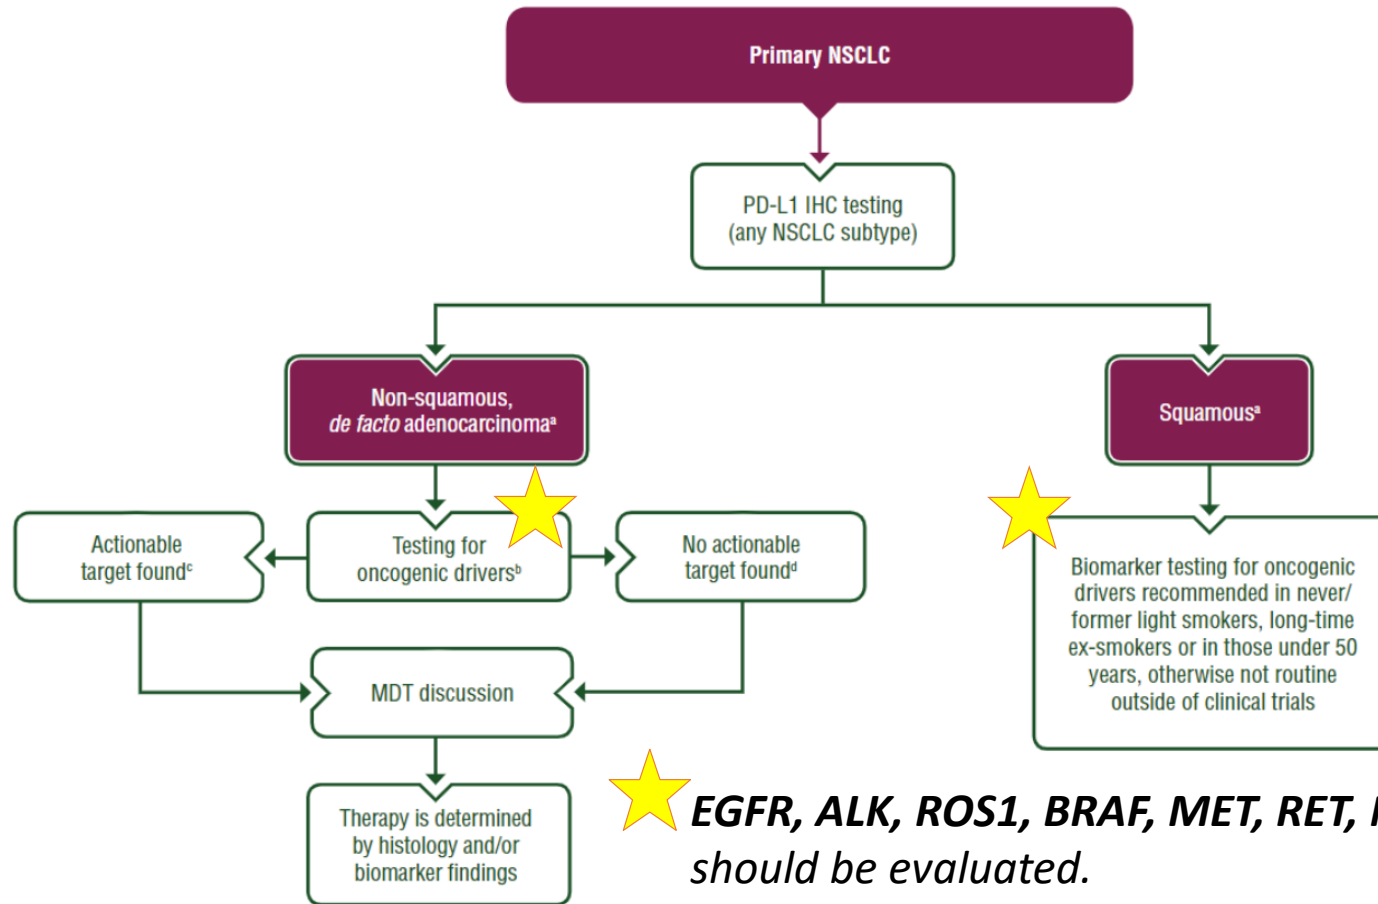 Primary NSCLC
PD-L1 IHC testing
(any NSCLC subtype)
Non-squamous,
de facto adenocarcinomaᵃ
Squamousᵃ
Actionable
target foundᶜ
Testing for
oncogenic driversᵇ
No actionable
target foundᵈ
Biomarker testing for oncogenic
drivers recommended in never/
former light smokers, long-time
ex-smokers or in those under 50
years, otherwise not routine
outside of clinical trials
MDT discussion
Therapy is determined
by histology and/or
biomarker findings
EGFR, ALK, ROS1, BRAF, MET, RET,
should be evaluated.